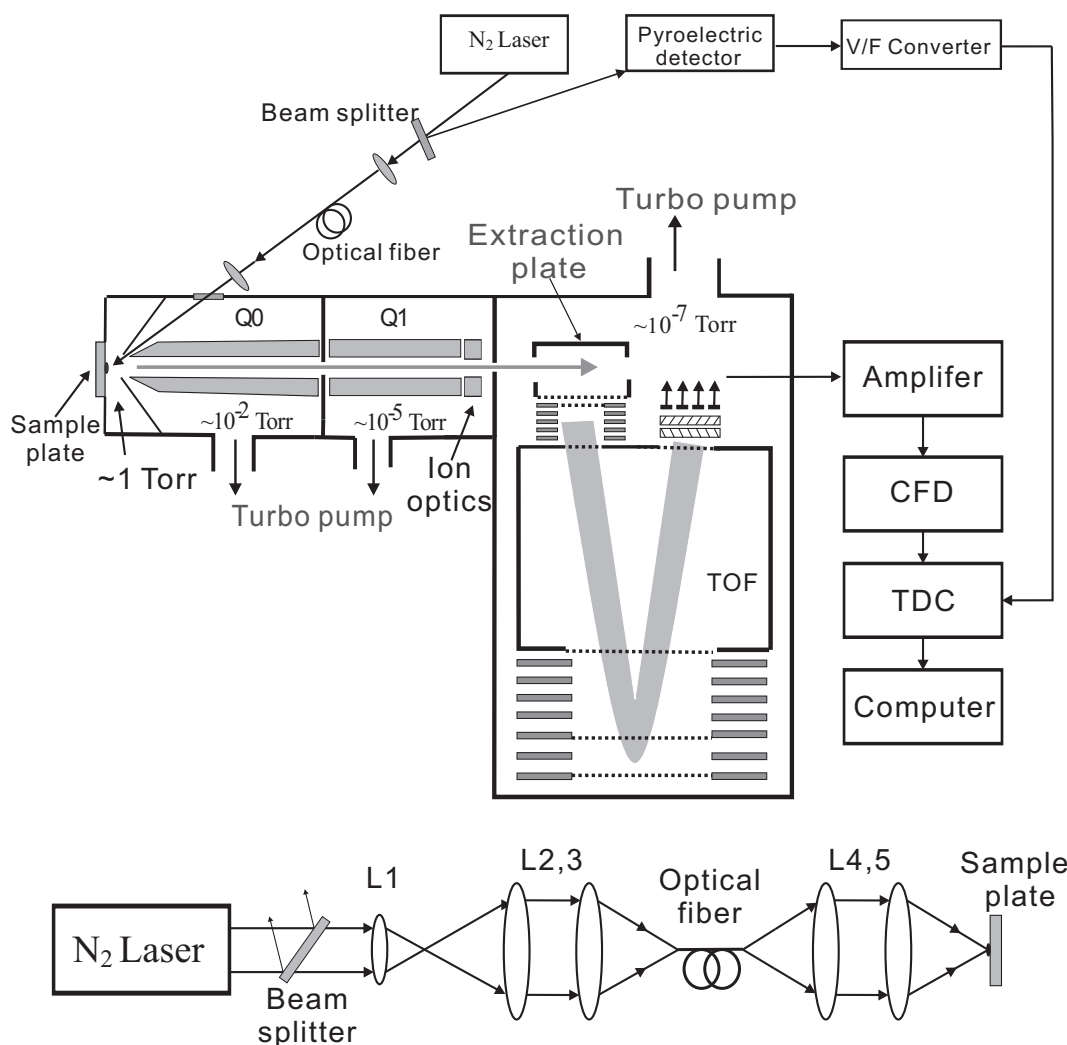 N₂ Laser
Pyroelectric
detector
V/F Converter
Beam splitter
Turbo pump
Optical fiber
Extraction
plate
~10⁻⁷ Torr
Q0
Q1
Amplifer
Sample
plate
~10⁻² Torr
~10⁻⁵ Torr
~1 Torr
Ion
optics
Turbo pump
CFD
TOF
TDC
Computer
L1
L2,3
L4,5
Sample
plate
Optical
fiber
N₂ Laser
Beam
splitter